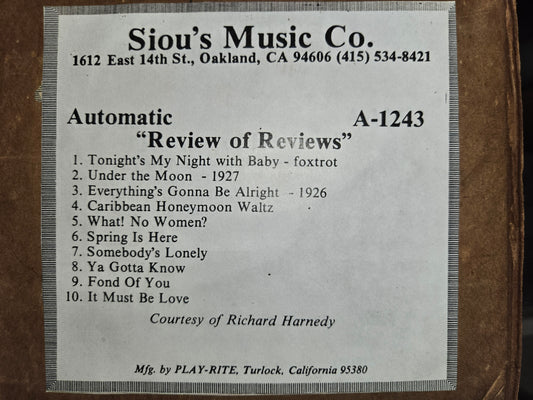 Siou's Music Co.
1612 East 14th St., Oakland, CA 94606 (415) 534-8421
Automatic A-1243
"Review of Reviews"
1. Tonight's My Night with Baby - foxtrot
2. Under the Moon - 1927
3. Everything's Gonna Be Alright - 1926
4. Caribbean Honeymoon Waltz
5. What! No Women?
6. Spring Is Here
7. Somebody's Lonely
8. Ya Gotta Know
9. Fond Of You
10. It Must Be Love
Courtesy of Richard Harnedy
Mfg. by PLAY-RITE, Turlock, California 95380